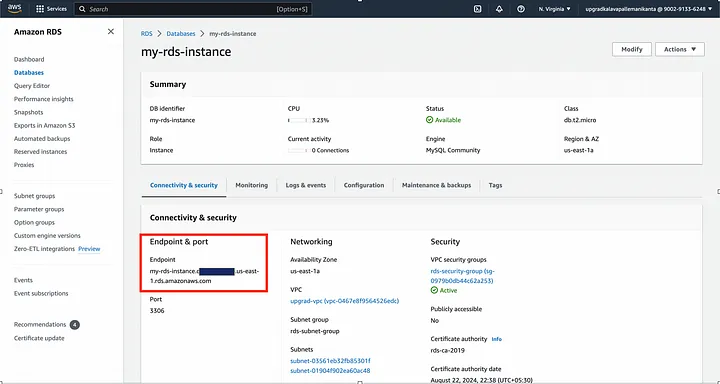 aws
Services
Search
[Option+S]
N. Virginia
upgradkalavapallemanikanta @ 9002-9133-6248
Amazon RDS
Dashboard
Databases
Query Editor
Performance insights
Snapshots
Exports in Amazon S3
Automated backups
Reserved instances
Proxies
Subnet groups
Parameter groups
Option groups
Custom engine versions
Zero-ETL integrations Preview
Events
Event subscriptions
Recommendations 4
Certificate update
RDS > Databases > my-rds-instance
my-rds-instance
Modify
Actions
Summary
DB identifier
my-rds-instance
CPU
3.23%
Status
Available
Class
db.t2.micro
Role
Instance
Current activity
0 Connections
Engine
MySQL Community
Region & AZ
us-east-1a
Connectivity & security
Monitoring
Logs & events
Configuration
Maintenance & backups
Tags
Connectivity & security
Endpoint & port
Endpoint
my-rds-instance.c .us-east-
1.rds.amazonaws.com
Port
3306
Networking
Availability Zone
us-east-1a
VPC
upgrad-vpc (vpc-0467e8f9564526edc)
Subnet group
rds-subnet-group
Subnets
subnet-03561eb32fb85301f
subnet-01904f902ea60ac48
Security
VPC security groups
rds-security-group (sg-
0979b0db44c62a253)
Active
Publicly accessible
No
Certificate authority Info
rds-ca-2019
Certificate authority date
August 22, 2024, 22:38 (UTC+05:30)